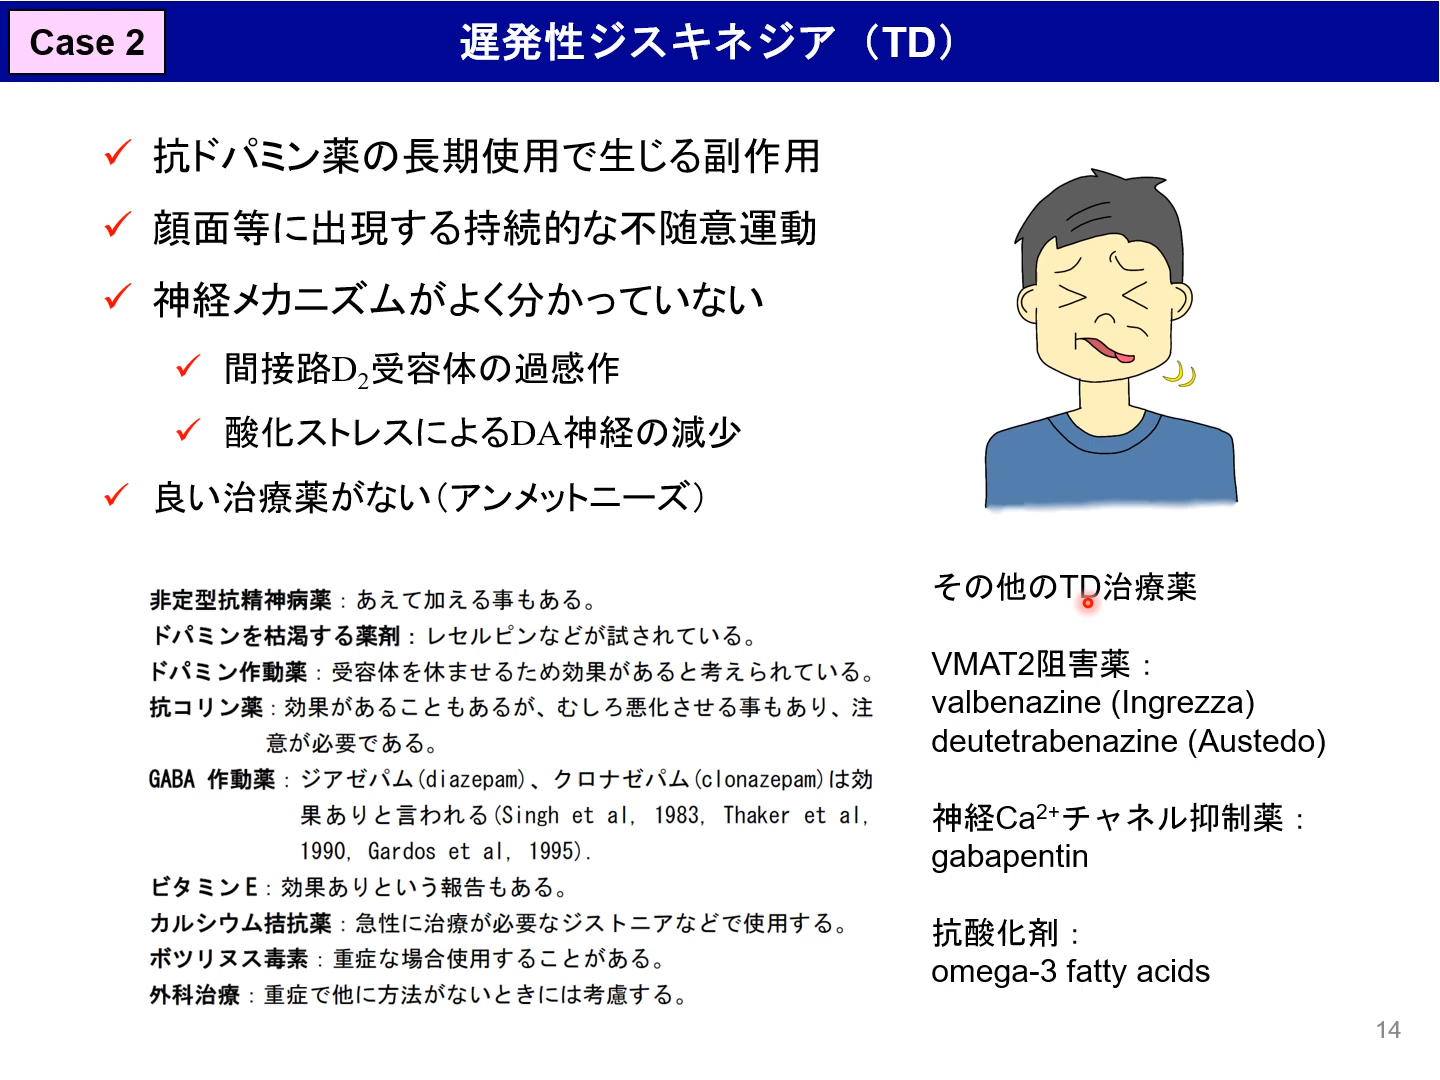 Case 2
遅発性ジスキネジア（TD）
抗ドパミン薬の長期使用で生じる副作用
顔面等に出現する持続的な不随意運動
神経メカニズムがよく分かっていない
間接路D2受容体の過感作
酸化ストレスによるDA神経の減少
良い治療薬がない（アンメットニーズ）
非定型抗精神病薬：あえて加える事もある。
ドパミンを枯渇する薬剤：レセルピンなどが試されている。
ドパミン作動薬：受容体を休ませるため効果があると考えられている。
抗コリン薬：効果があることもあるが、むしろ悪化させる事もあり、注
意が必要である。
GABA 作動薬：ジアゼパム(diazepam)、クロナゼパム(clonazepam)は効
果ありと言われる(Singh et al, 1983, Thaker et al,
1990, Gardos et al, 1995).
ビタミンE：効果ありという報告もある。
カルシウム拮抗薬：急性に治療が必要なジストニアなどで使用する。
ボツリヌス毒素：重症な場合使用することがある。
外科治療：重症で他に方法がないときには考慮する。
その他のTD治療薬
VMAT2阻害薬：
valbenazine (Ingrezza)
deutetrabenazine (Austedo)
神経Ca2+チャネル抑制薬：
gabapentin
抗酸化剤：
omega-3 fatty acids
14